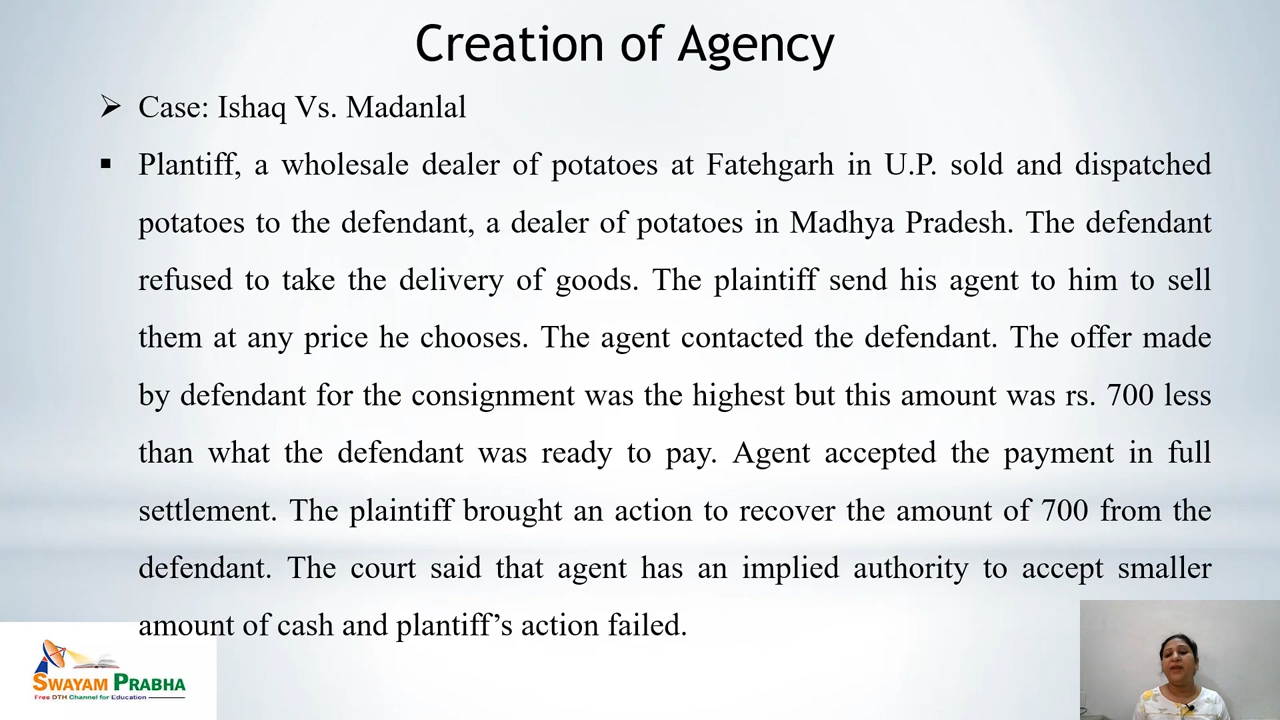 Creation of Agency
Case: Ishaq Vs. Madanlal
Plantiff, a wholesale dealer of potatoes at Fatehgarh in U.P. sold and dispatched
potatoes to the defendant, a dealer of potatoes in Madhya Pradesh. The defendant
refused to take the delivery of goods. The plaintiff send his agent to him to sell
them at any price he chooses. The agent contacted the defendant. The offer made
by defendant for the consignment was the highest but this amount was rs. 700 less
than what the defendant was ready to pay. Agent accepted the payment in full
settlement. The plaintiff brought an action to recover the amount of 700 from the
defendant. The court said that agent has an implied authority to accept smaller
amount of cash and plantiff’s action failed.
SWAYAM PRABHA
Free DTH Channel for Education